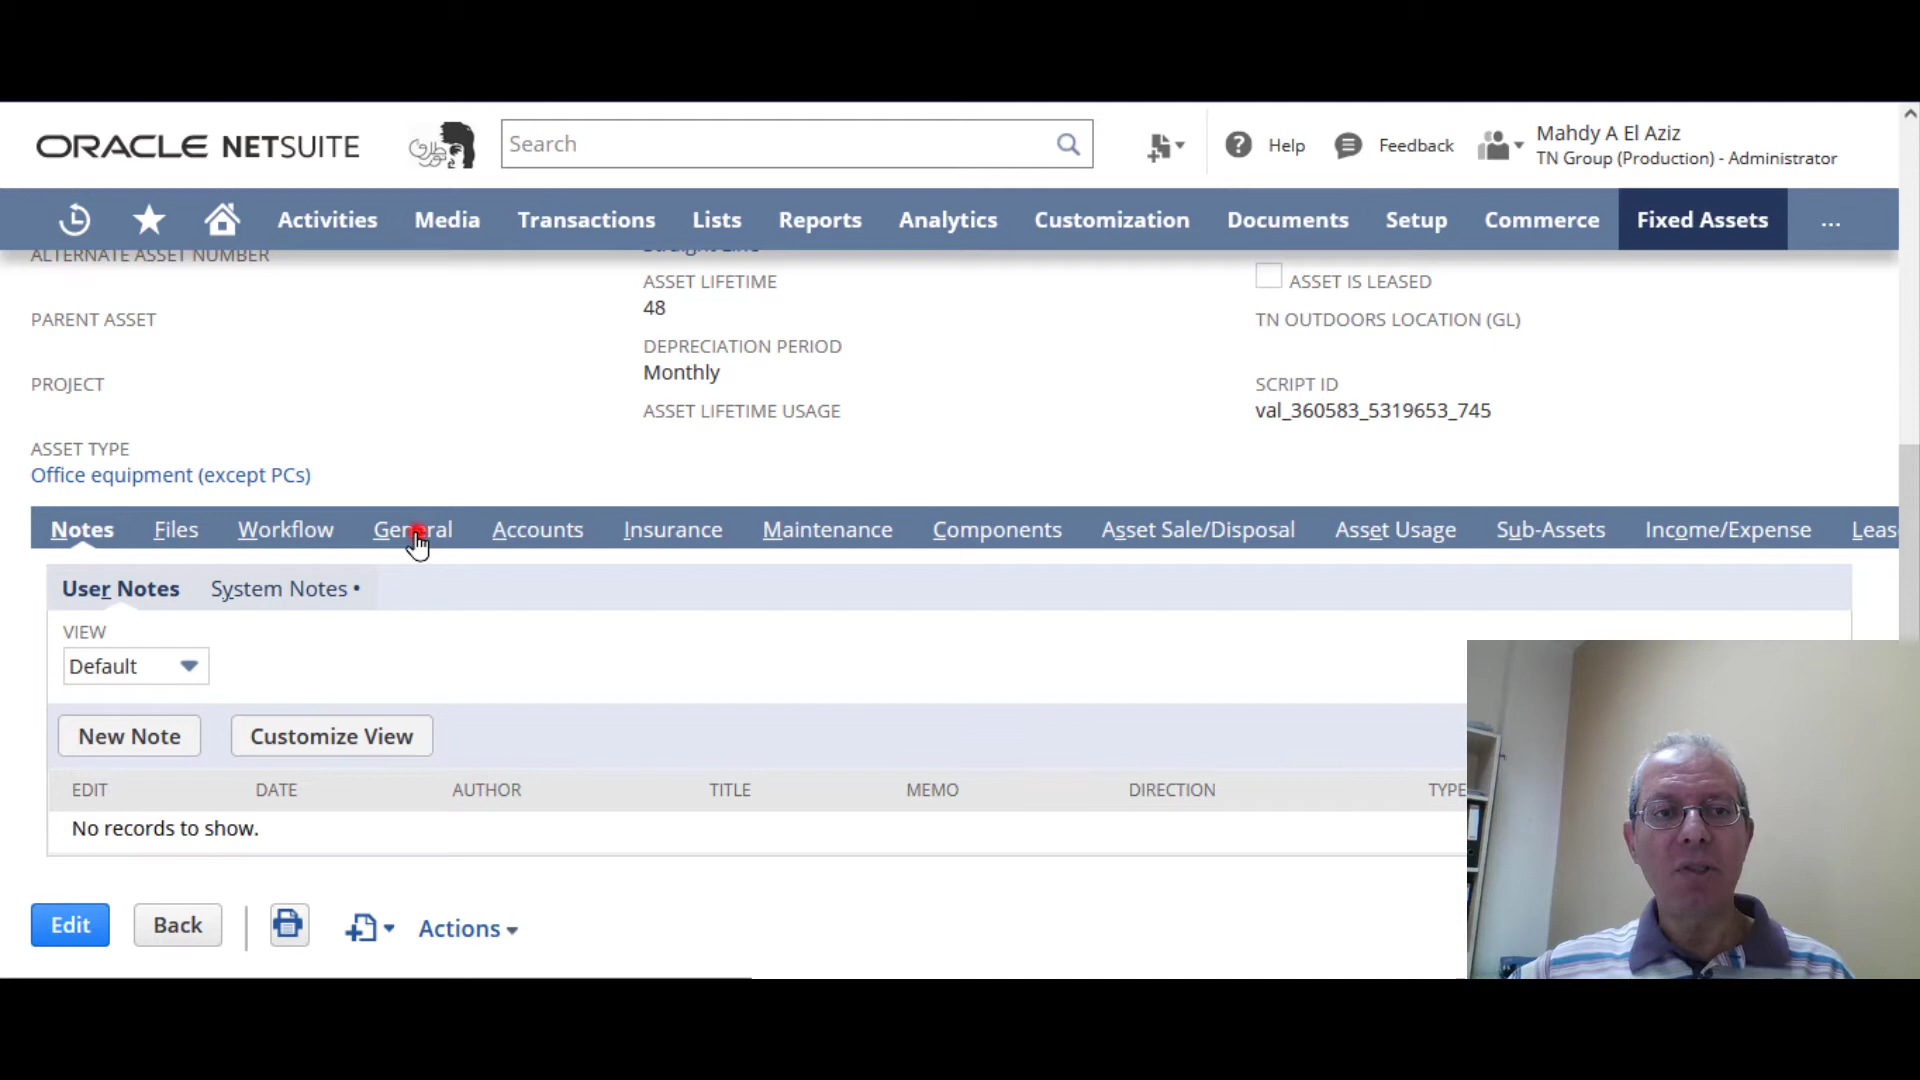 ORACLE NETSUITE
Search
Help
Feedback
Mahdy A El Aziz
TN Group (Production) - Administrator
Activities Media Transactions Lists Reports Analytics Customization Documents Setup Commerce Fixed Assets ...
ALTERNATE ASSET NUMBER
Straight Line
ASSET LIFETIME
48
ASSET IS LEASED
PARENT ASSET
TN OUTDOORS LOCATION (GL)
DEPRECIATION PERIOD
Monthly
PROJECT
SCRIPT ID
val_360583_5319653_745
ASSET LIFETIME USAGE
ASSET TYPE
Office equipment (except PCs)
Notes Files Workflow General Accounts Insurance Maintenance Components Asset Sale/Disposal Asset Usage Sub-Assets Income/Expense Leas
User Notes System Notes •
VIEW
Default
New Note Customize View
EDIT DATE AUTHOR TITLE MEMO DIRECTION TYPE
No records to show.
Edit Back Actions